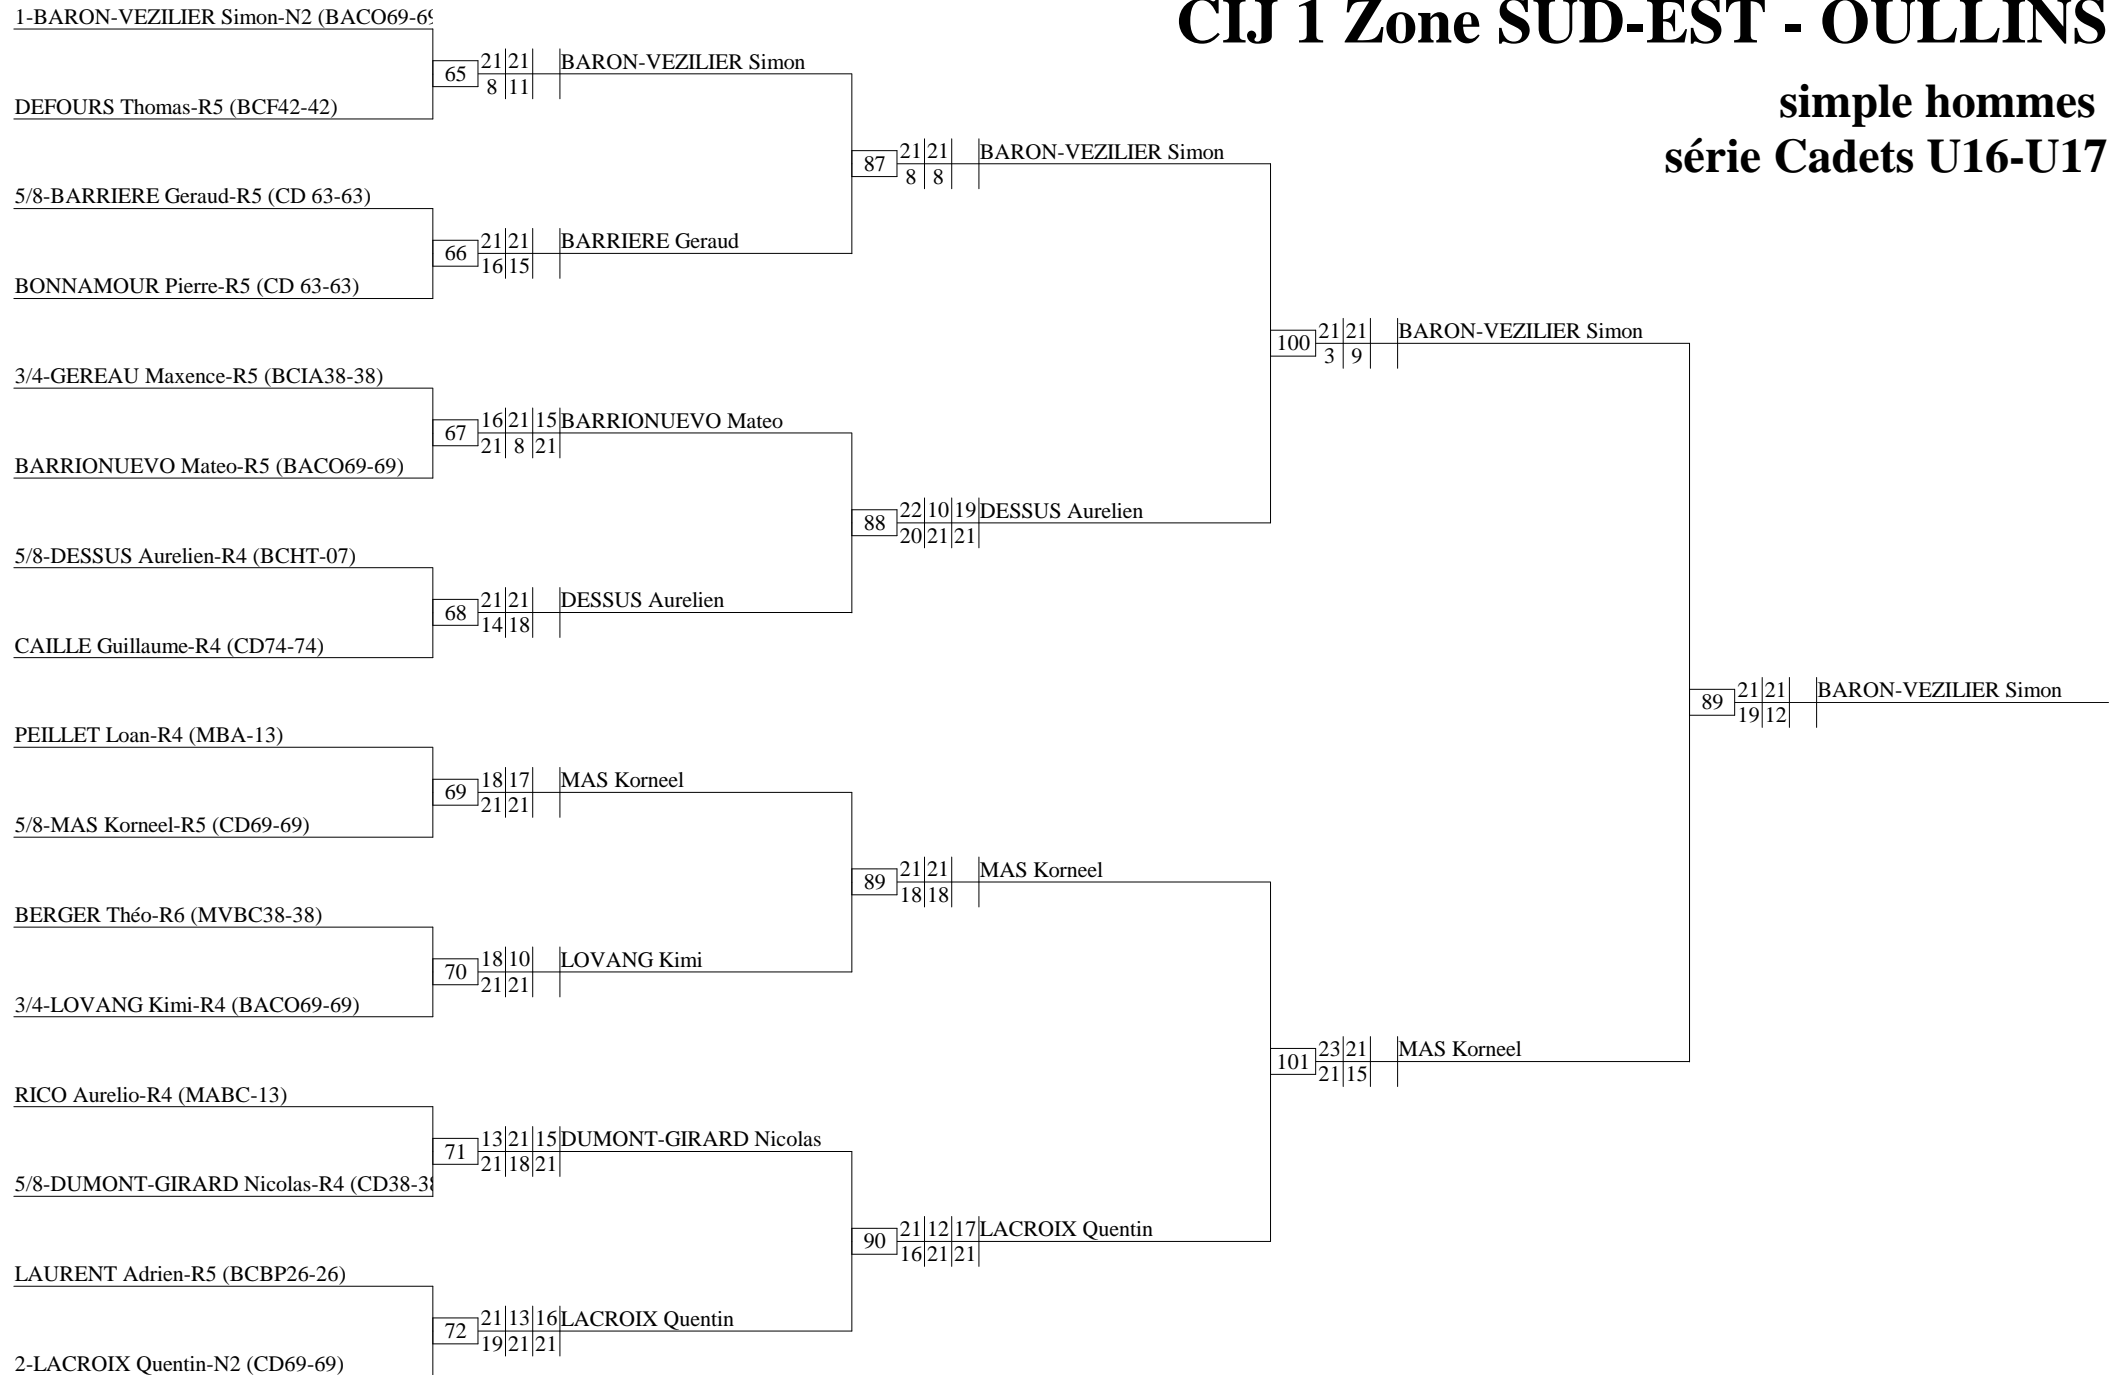 CIJ 1 Zone SUD-EST - OULLINS
simple hommes
série Cadets U16-U17
1-BARON-VEZILIER Simon-N2 (BACO69-69
65 21 21 BARON-VEZILIER Simon
8 11
DEFOURS Thomas-R5 (BCF42-42)
87 21 21 BARON-VEZILIER Simon
8 8
5/8-BARRIERE Geraud-R5 (CD 63-63)
66 21 21 BARRIERE Geraud
16 15
BONNAMOUR Pierre-R5 (CD 63-63)
100 21 21 BARON-VEZILIER Simon
3 9
3/4-GEREAU Maxence-R5 (BCIA38-38)
67 16 21 15 BARRIONUEVO Mateo
21 8 21
BARRIONUEVO Mateo-R5 (BACO69-69)
88 22 10 19 DESSUS Aurelien
20 21 21
5/8-DESSUS Aurelien-R4 (BCHT-07)
68 21 21 DESSUS Aurelien
14 18
CAILLE Guillaume-R4 (CD74-74)
89 21 21 BARON-VEZILIER Simon
19 12
PEILLET Loan-R4 (MBA-13)
69 18 17 MAS Korneel
21 21
5/8-MAS Korneel-R5 (CD69-69)
89 21 21 MAS Korneel
18 18
BERGER Théo-R6 (MVBC38-38)
70 18 10 LOVANG Kimi
21 21
3/4-LOVANG Kimi-R4 (BACO69-69)
101 23 21 MAS Korneel
21 15
RICO Aurelio-R4 (MABC-13)
71 13 21 15 DUMONT-GIRARD Nicolas
21 18 21
5/8-DUMONT-GIRARD Nicolas-R4 (CD38-38
90 21 12 17 LACROIX Quentin
16 21 21
LAURENT Adrien-R5 (BCBP26-26)
72 21 13 16 LACROIX Quentin
19 21 21
2-LACROIX Quentin-N2 (CD69-69)